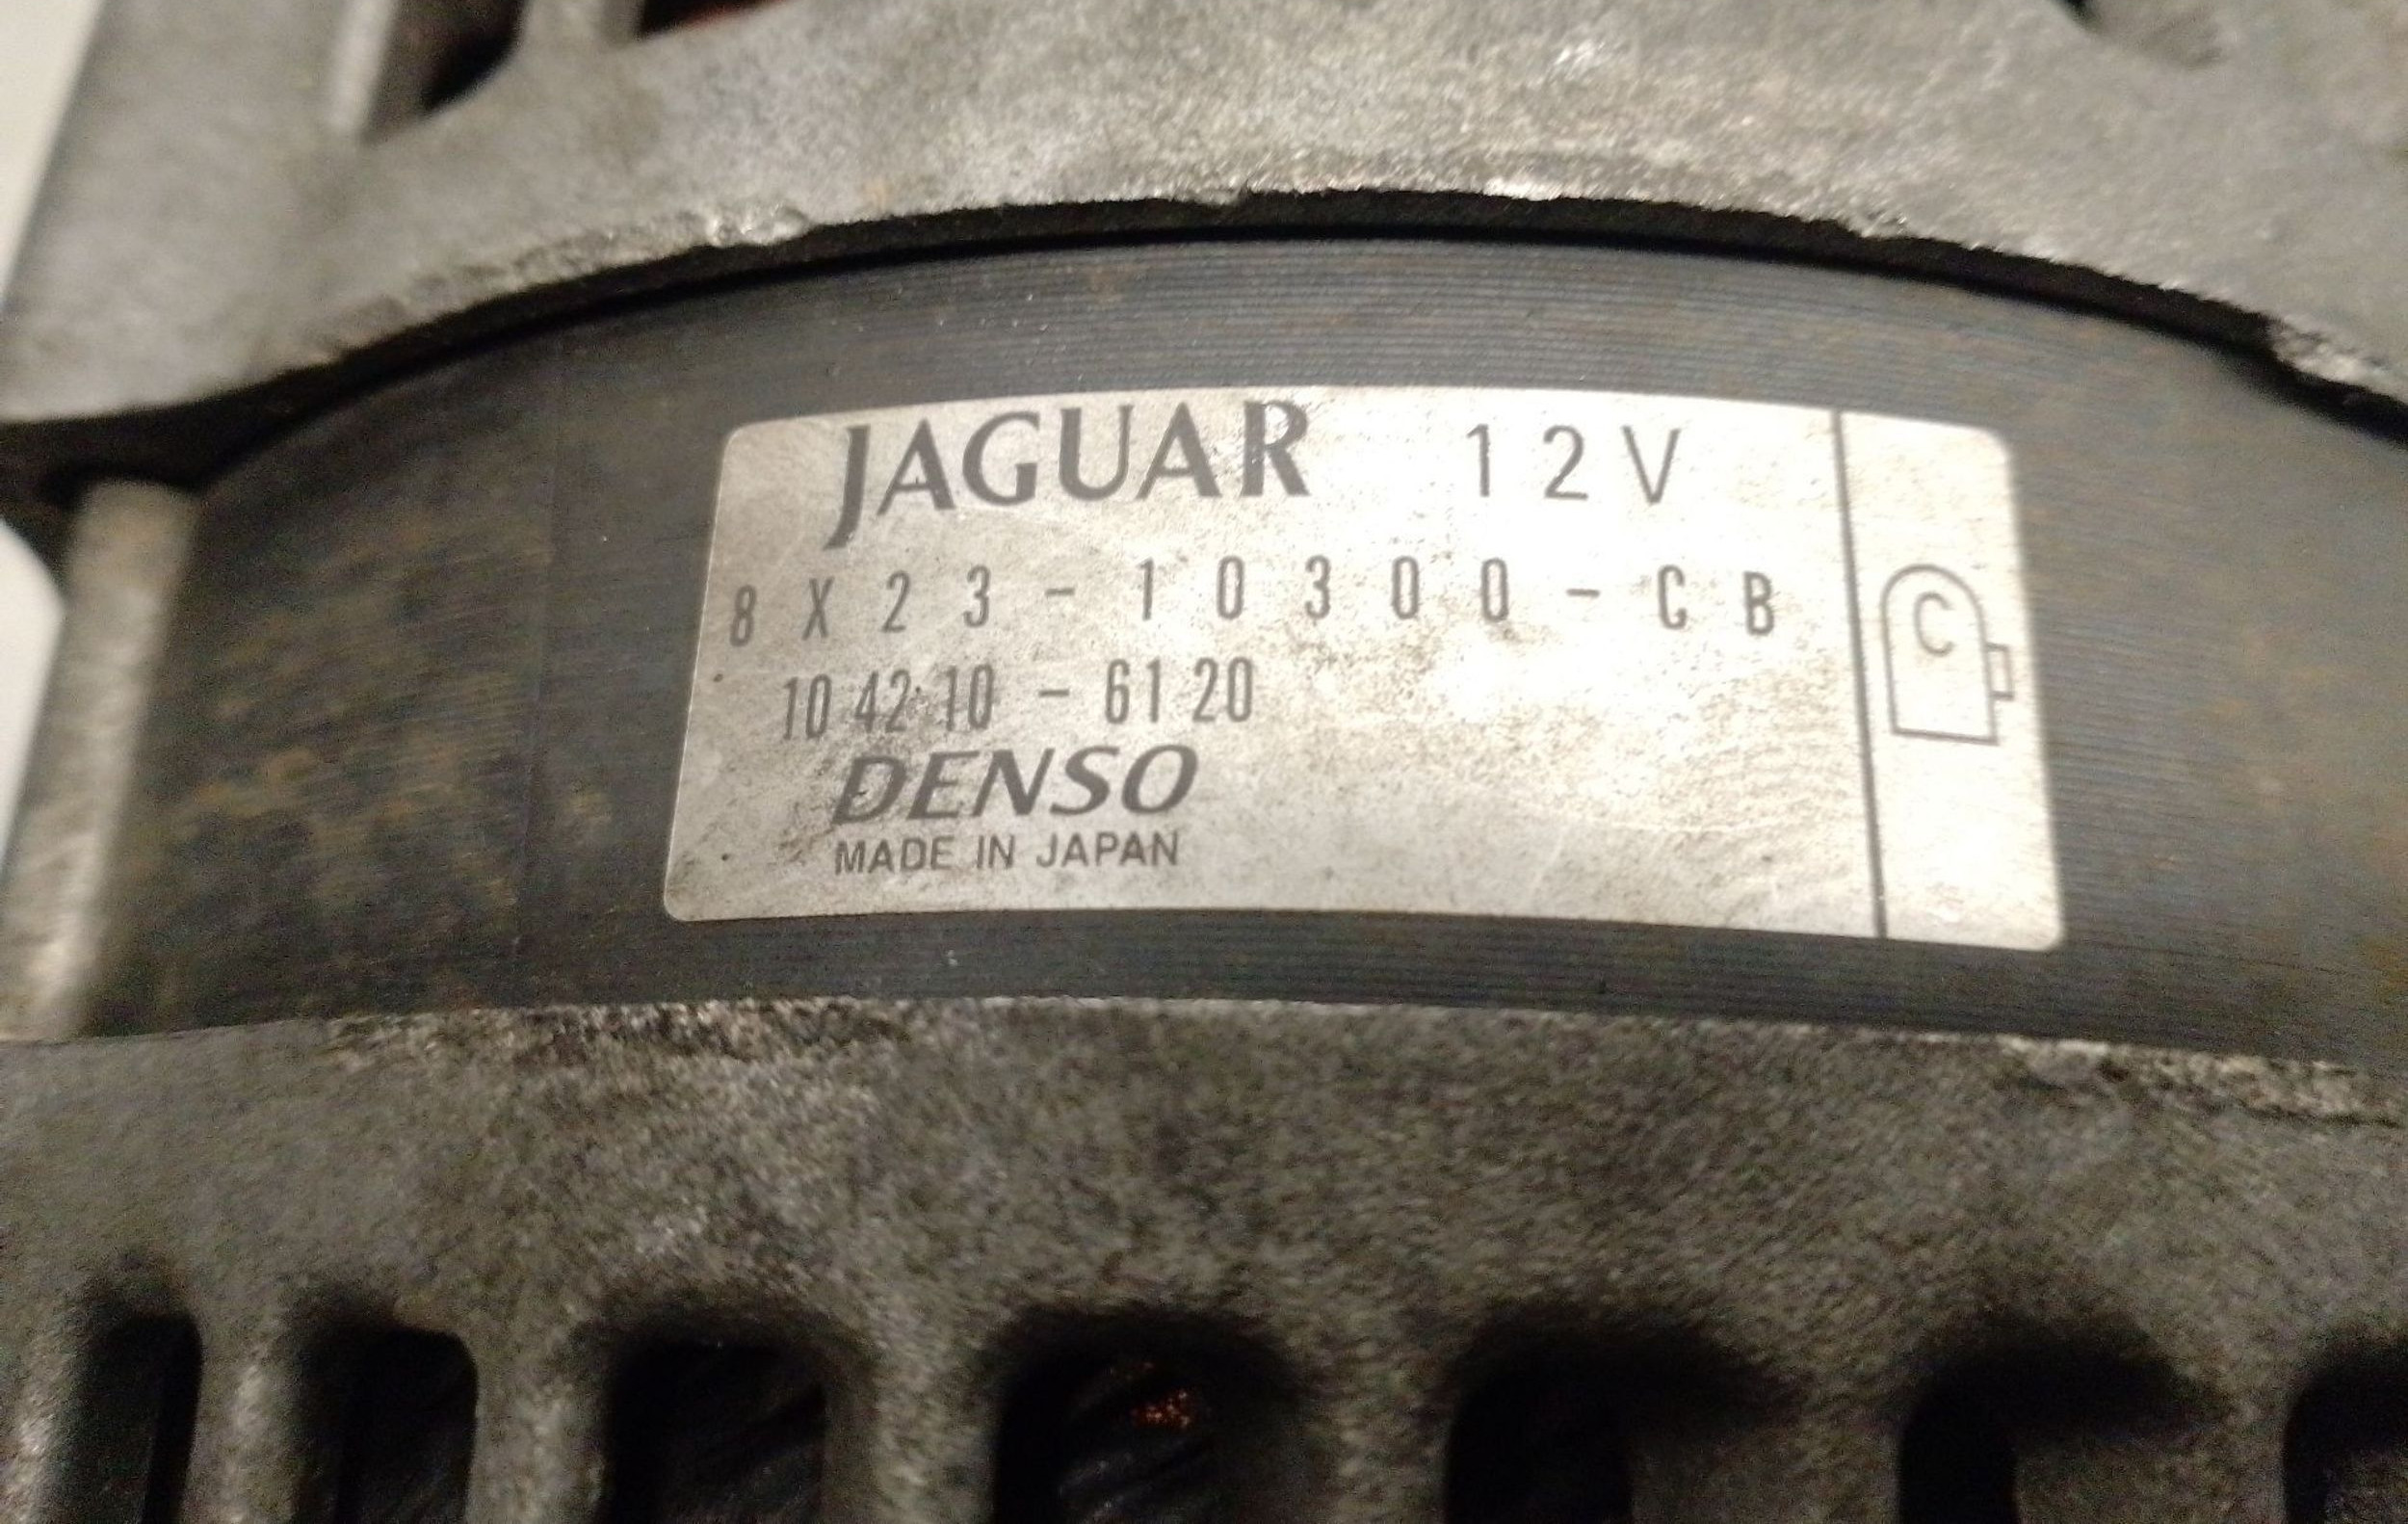 JAGUAR 12V
8X23-10300-CB
104210-6120
DENSO
MADE IN JAPAN
C